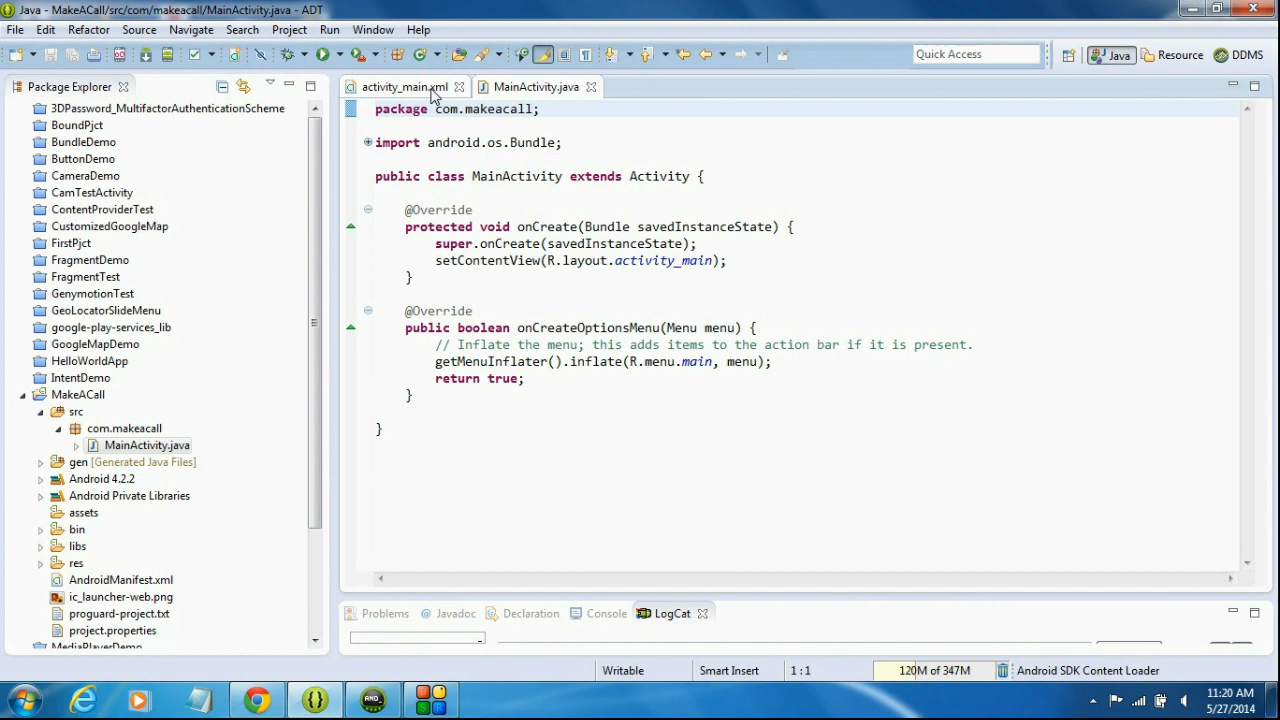 Java - MakeACall/src/com/makeacall/MainActivity.java - ADT
File Edit Refactor Source Navigate Search Project Run Window Help
Quick Access Java Resource DDMS
Package Explorer
3DPassword_MultifactorAuthenticationScheme
BoundPjct
BundleDemo
ButtonDemo
CameraDemo
CamTestActivity
ContentProviderTest
CustomizedGoogleMap
FirstPjct
FragmentDemo
FragmentTest
GenymotionTest
GeoLocatorSlideMenu
google-play-services_lib
GoogleMapDemo
HelloWorldApp
IntentDemo
MakeACall
src
com.makeacall
MainActivity.java
gen [Generated Java Files]
Android 4.2.2
Android Private Libraries
assets
bin
libs
res
AndroidManifest.xml
ic_launcher-web.png
proguard-project.txt
project.properties
MediaPlayerDemo
activity_main.xml MainActivity.java
package com.makeacall;
import android.os.Bundle;
public class MainActivity extends Activity {
@Override
protected void onCreate(Bundle savedInstanceState) {
super.onCreate(savedInstanceState);
setContentView(R.layout.activity_main);
}
@Override
public boolean onCreateOptionsMenu(Menu menu) {
// Inflate the menu; this adds items to the action bar if it is present.
getMenuInflater().inflate(R.menu.main, menu);
return true;
}
}
Problems @ Javadoc Declaration Console LogCat
Writable Smart Insert 1 : 1 120M of 347M Android SDK Content Loader
11:20 AM
5/27/2014